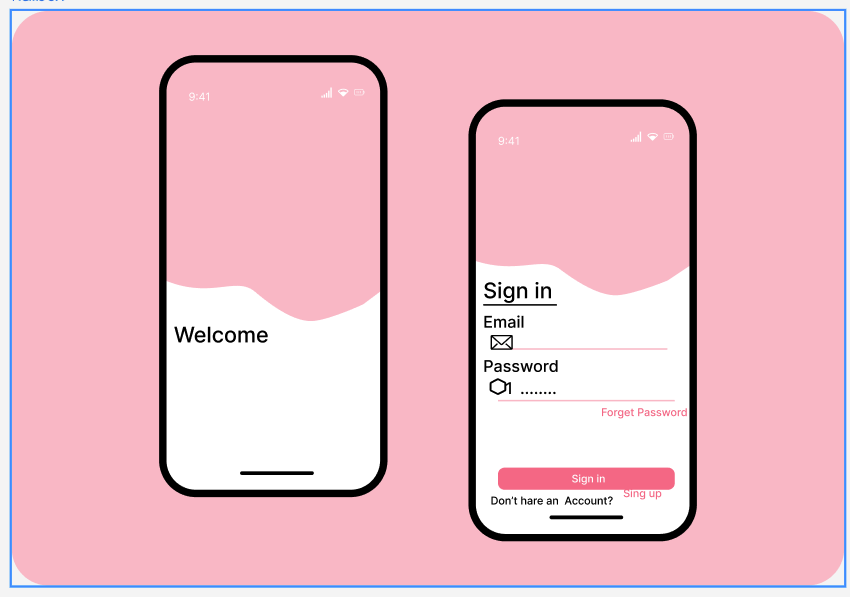 9:41
Welcome
9:41
Sign in
Email
Password
........
Forget Password
Sign in
Sing up
Don't hare an Account?